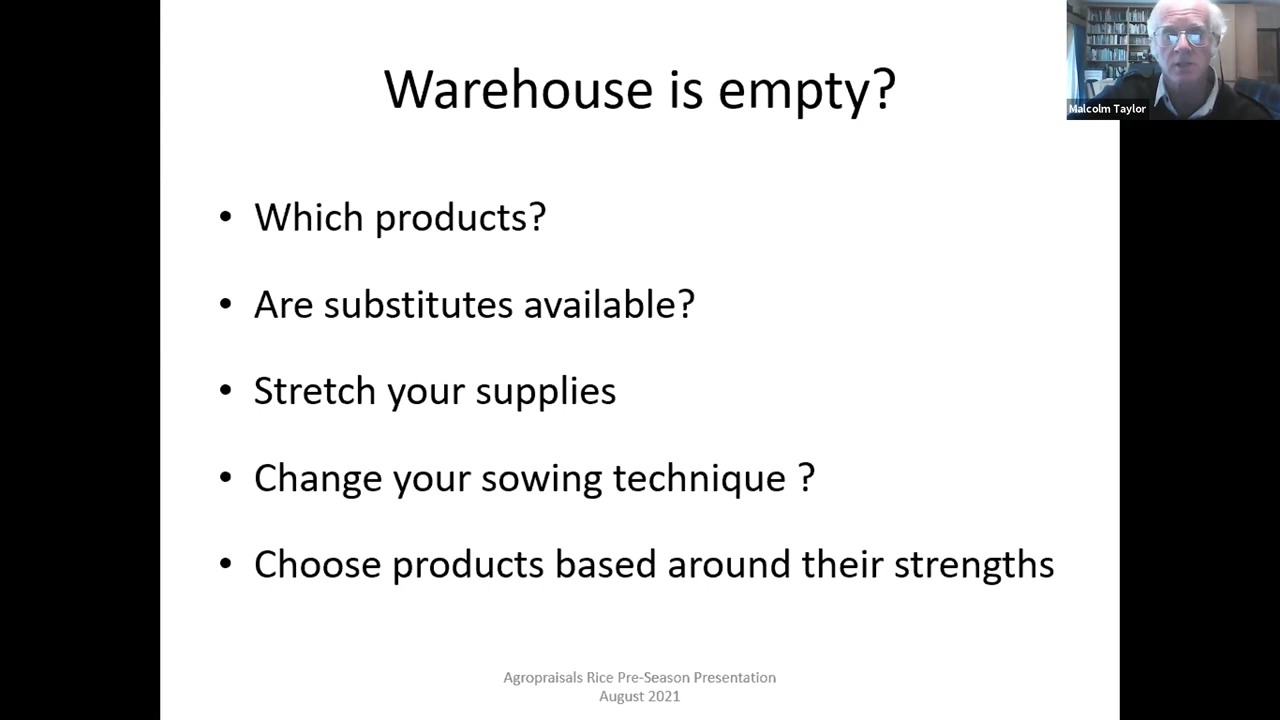 Warehouse is empty?
Malcolm Taylor
• Which products?
• Are substitutes available?
• Stretch your supplies
• Change your sowing technique ?
• Choose products based around their strengths
Agropraisals Rice Pre-Season Presentation
August 2021